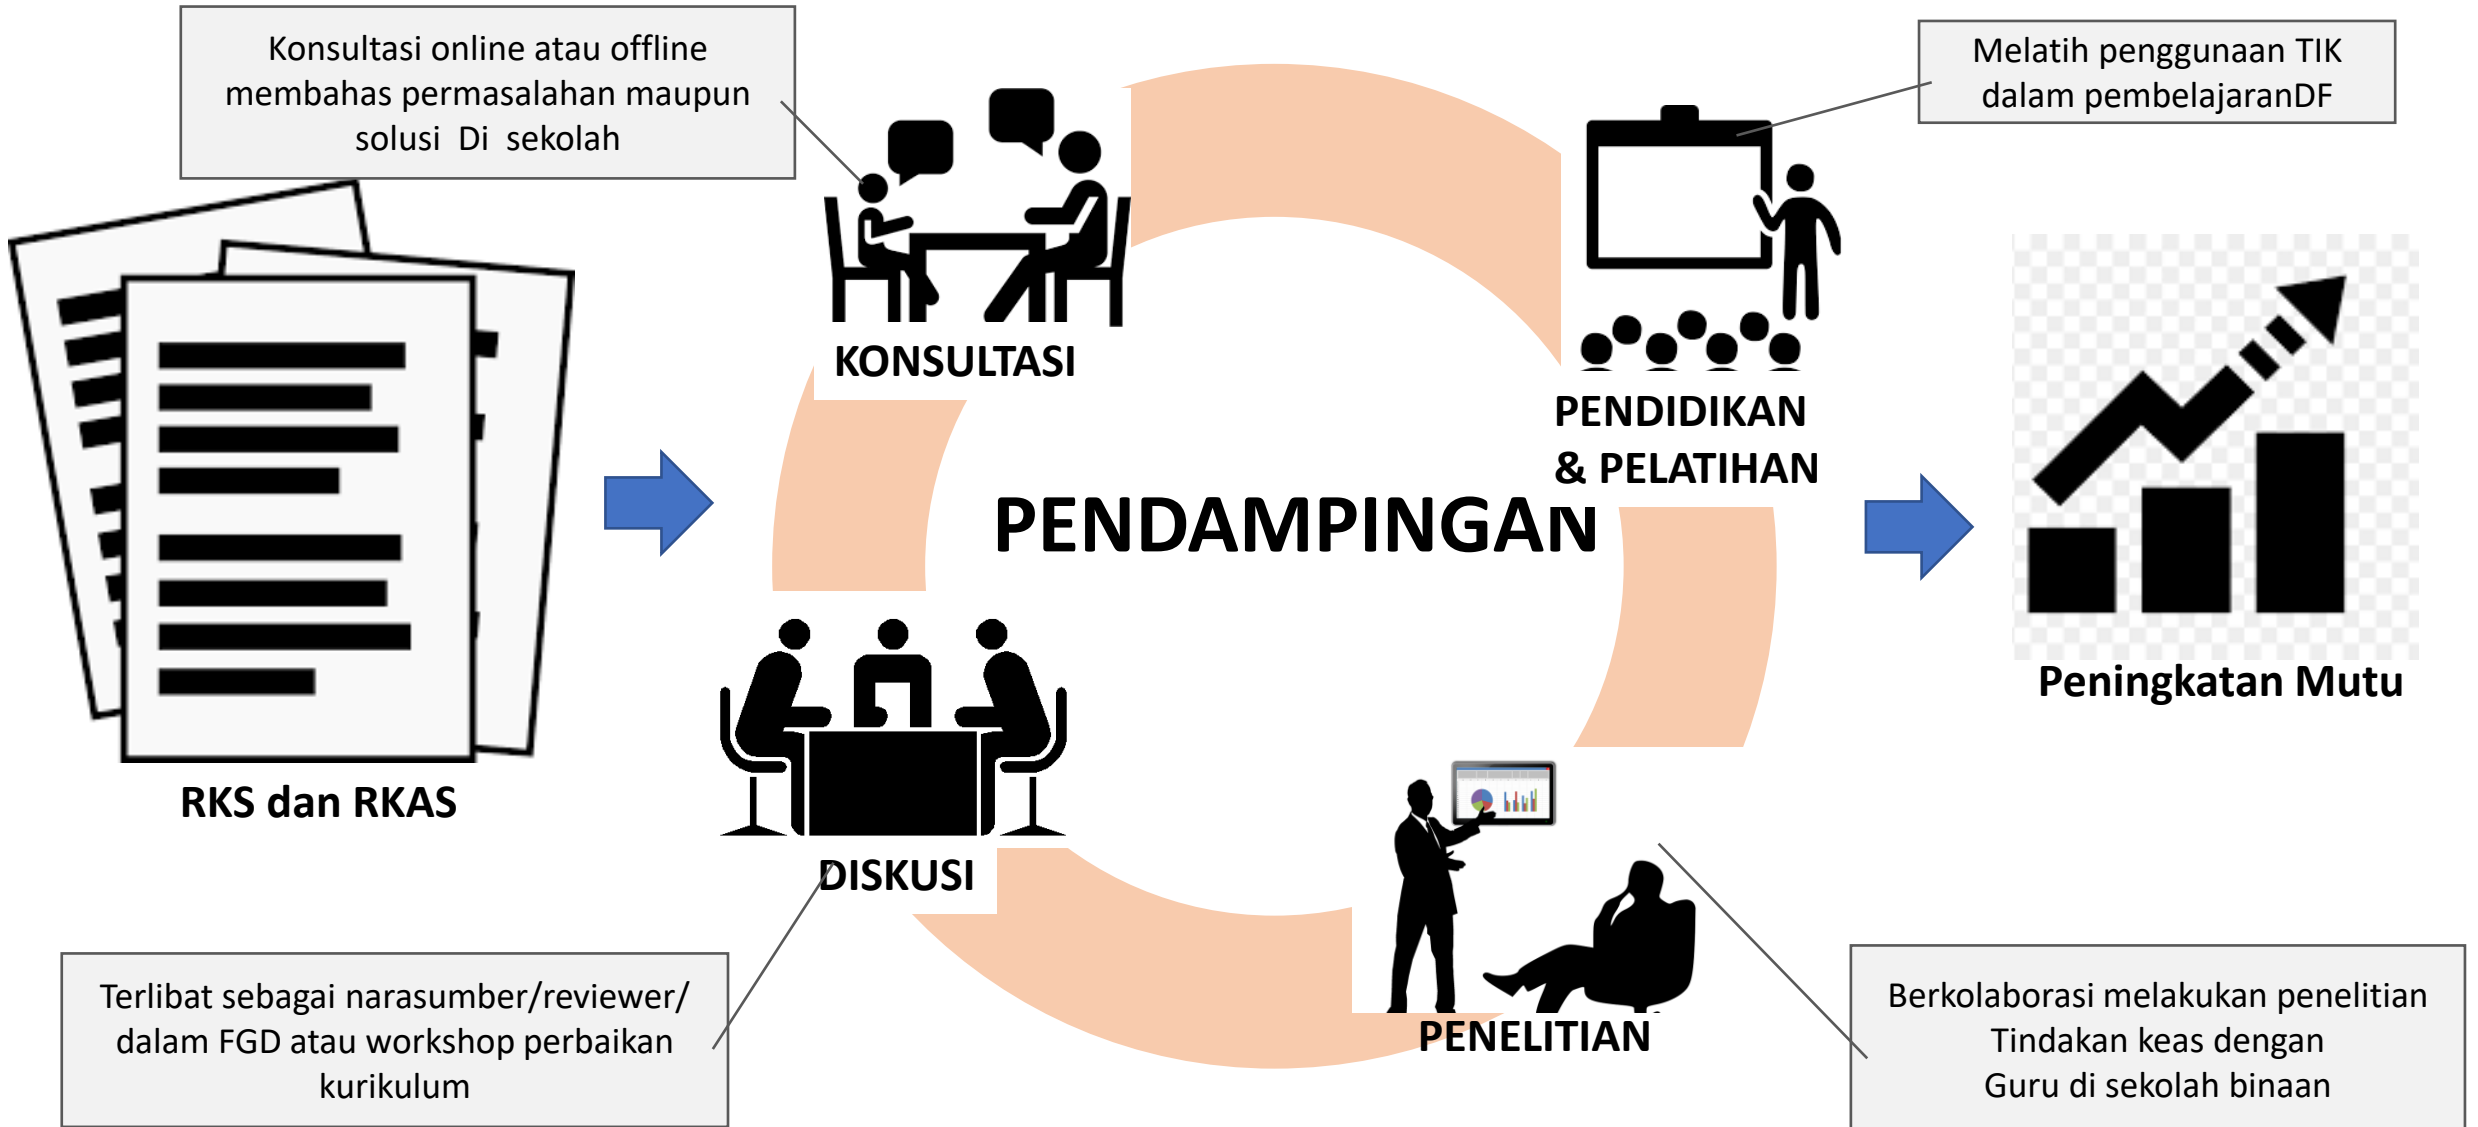 Konsultasi online atau offline
membahas permasalahan maupun
solusi Di sekolah
Melatih penggunaan TIK
dalam pembelajaranDF
KONSULTASI
PENDIDIKAN
& PELATIHAN
PENDAMPINGAN
RKS dan RKAS
Peningkatan Mutu
DISKUSI
PENELITIAN
Terlibat sebagai narasumber/reviewer/
dalam FGD atau workshop perbaikan
kurikulum
Berkolaborasi melakukan penelitian
Tindakan keas dengan
Guru di sekolah binaan